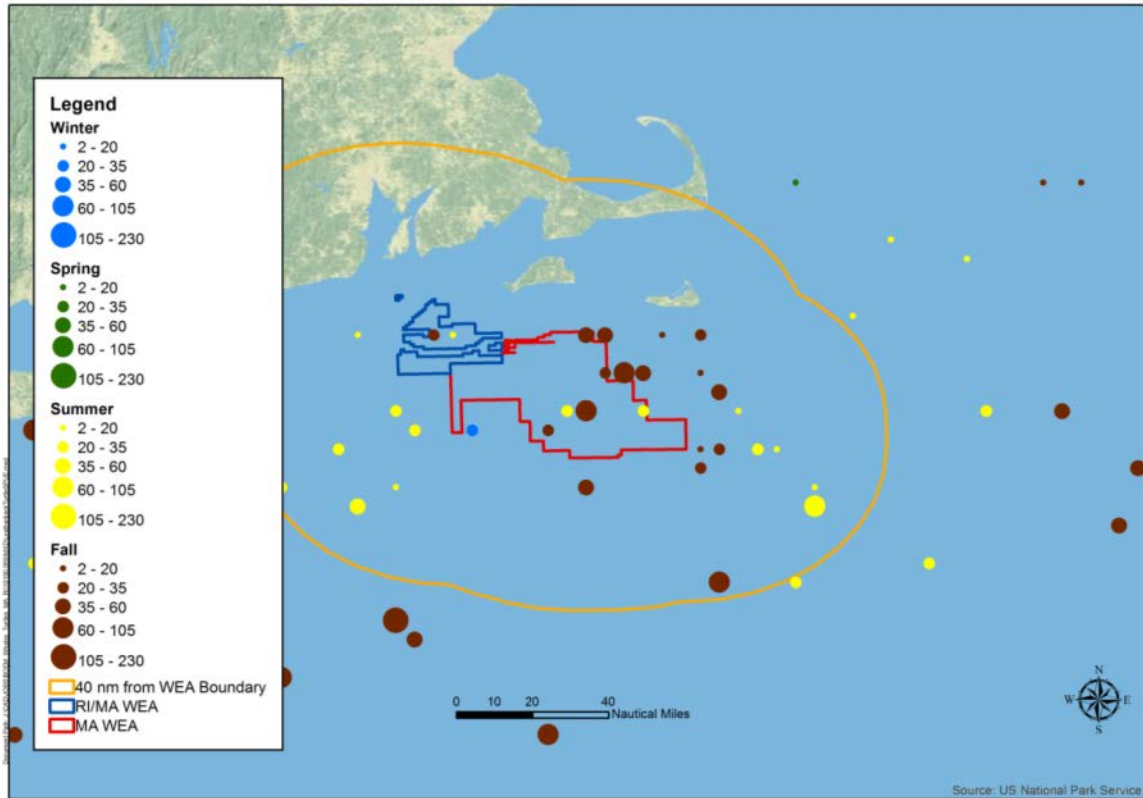 Legend
Winter
2 - 20
20 - 35
35 - 60
60 - 105
105 - 230
Spring
2 - 20
20 - 35
35 - 60
60 - 105
105 - 230
Summer
2 - 20
20 - 35
35 - 60
60 - 105
105 - 230
Fall
2 - 20
20 - 35
35 - 60
60 - 105
105 - 230
40 nm from WEA Boundary
RI/MA WEA
MA WEA
0 10 20 40
Nautical Miles
N
W E
S
Source: US National Park Service